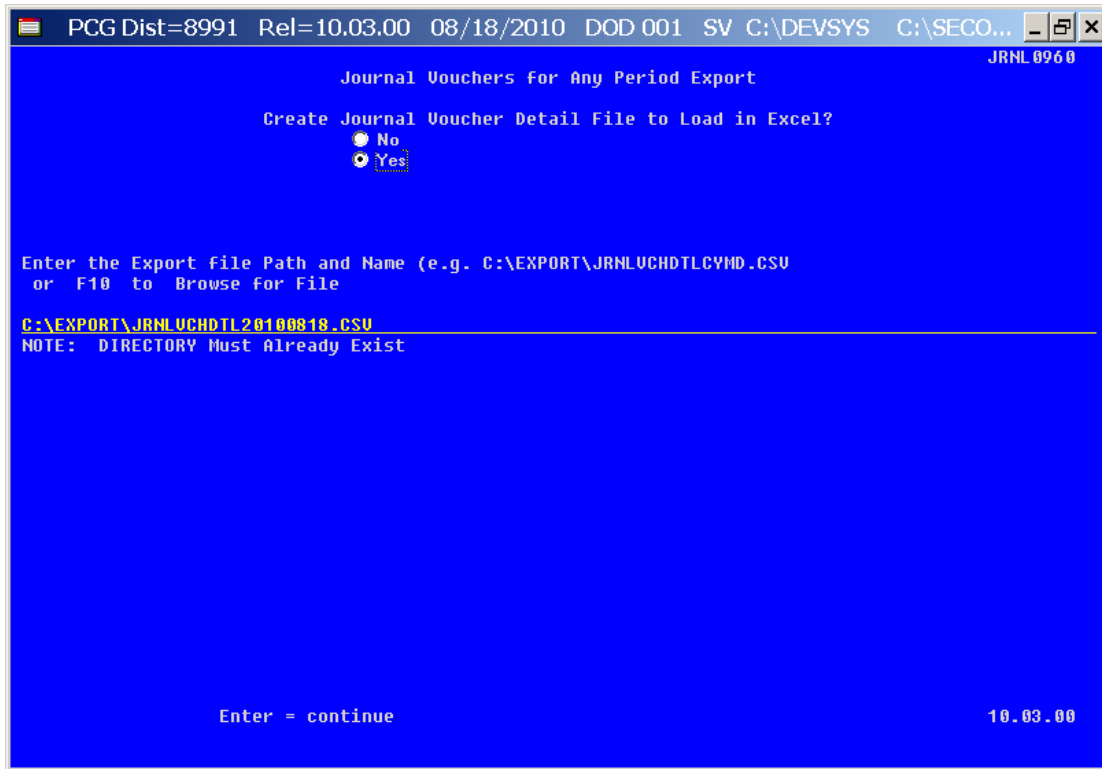 PCG Dist=8991 Rel=10.03.00 08/18/2010 DOD 001 SV C:\DEVSYS C:\SECO...
JRNL0960
Journal Vouchers for Any Period Export
Create Journal Voucher Detail File to Load in Excel?
No
Yes
Enter the Export file Path and Name (e.g. C:\EXPORT\JRNLVCHDTLCYMD.CSV
or F10 to Browse for File
C:\EXPORT\JRNLVCHDTL20100818.CSV
NOTE: DIRECTORY Must Already Exist
Enter = continue 10.03.00